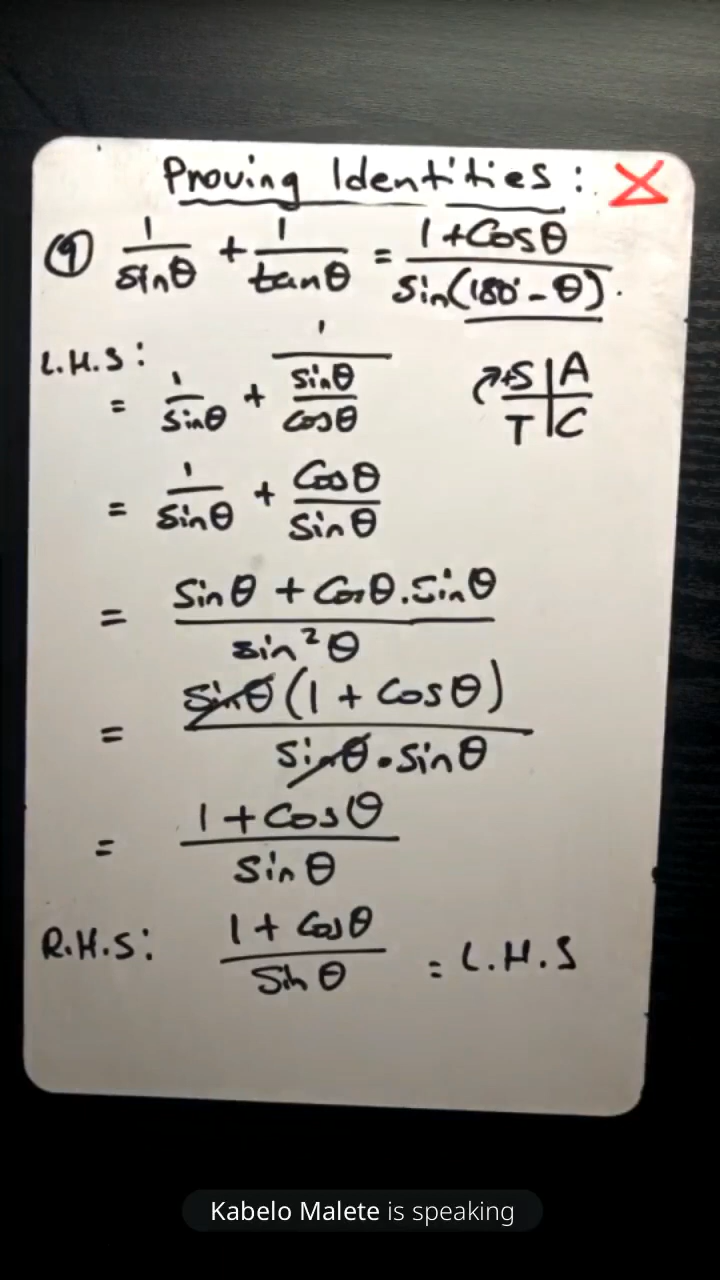 Proving Identities:
① 1/sinθ + 1/tanθ = 1+Cosθ/sin(180° - θ).
L.H.S:
= 1/sinθ + 1/(sinθ/cosθ)
S A
T C
= 1/sinθ + Cosθ/sinθ
= Sinθ + Cosθ.Sinθ/sin²θ
= sinθ(1 + Cosθ)/sinθ.sinθ
= 1+Cosθ/sinθ
R.H.S: 1+Cosθ/Sinθ = L.H.S
Kabelo Malete is speaking